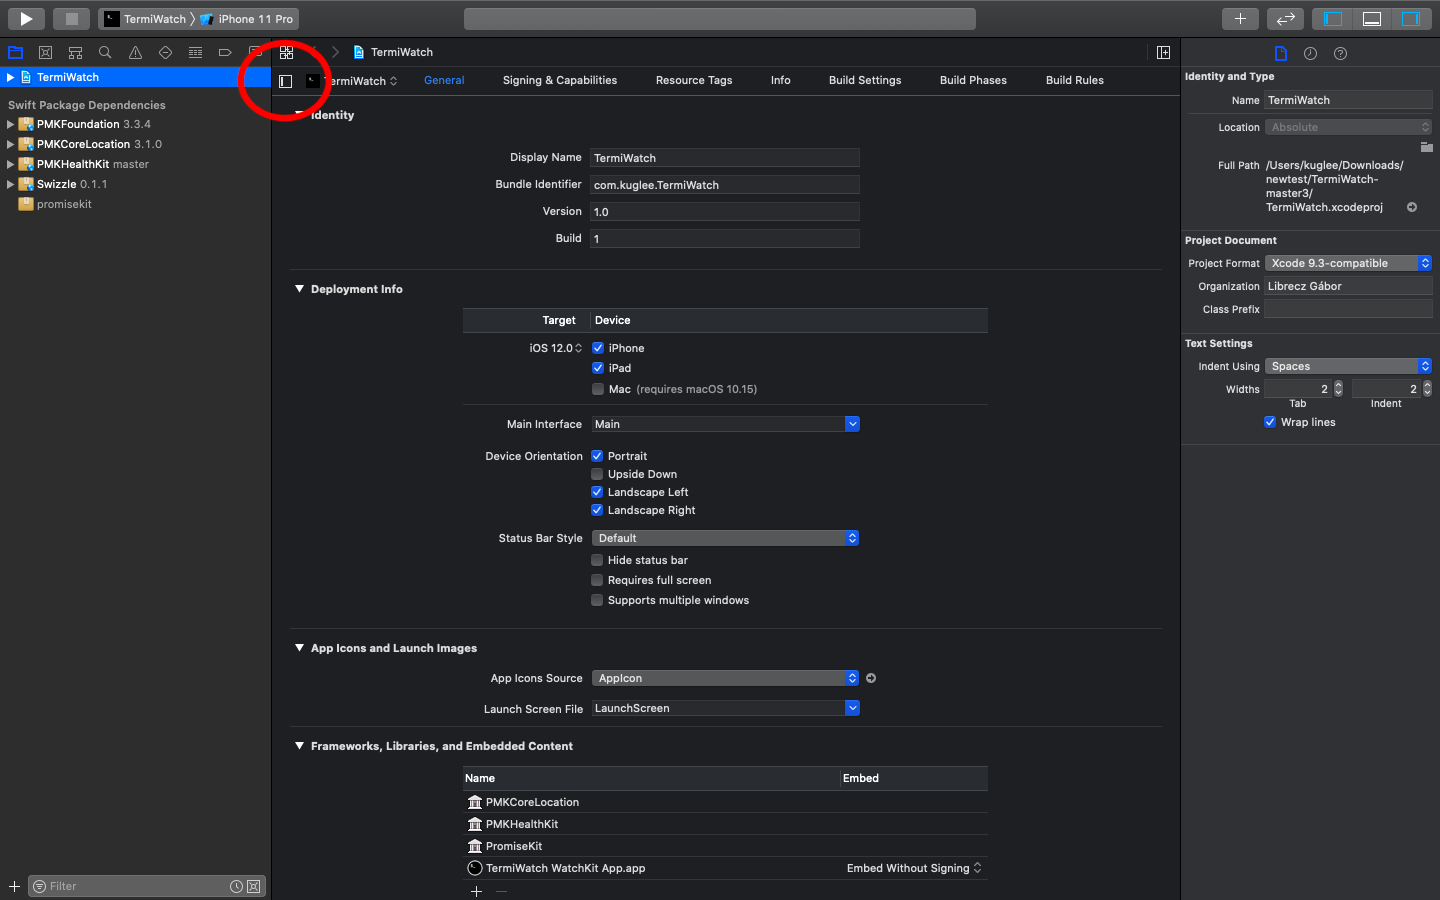 TermiWatch 〉 iPhone 11 Pro
TermiWatch
Swift Package Dependencies
PMKFoundation 3.3.4
PMKCoreLocation 3.1.0
PMKHealthKit master
Swizzle 0.1.1
promisekit
Filter
TermiWatch
TermiWatch
General
Signing & Capabilities
Resource Tags
Info
Build Settings
Build Phases
Build Rules
Identity
Display Name TermiWatch
Bundle Identifier com.kuglee.TermiWatch
Version 1.0
Build 1
Deployment Info
Target Device
iOS 12.0 iPhone
iPad
Mac (requires macOS 10.15)
Main Interface Main
Device Orientation Portrait
Upside Down
Landscape Left
Landscape Right
Status Bar Style Default
Hide status bar
Requires full screen
Supports multiple windows
App Icons and Launch Images
App Icons Source AppIcon
Launch Screen File LaunchScreen
Frameworks, Libraries, and Embedded Content
Name Embed
PMKCoreLocation
PMKHealthKit
PromiseKit
TermiWatch WatchKit App.app Embed Without Signing
Identity and Type
Name TermiWatch
Location Absolute
Full Path /Users/kuglee/Downloads/
newtest/TermiWatch-
master3/
TermiWatch.xcodeproj
Project Document
Project Format Xcode 9.3-compatible
Organization Librecz Gábor
Class Prefix
Text Settings
Indent Using Spaces
Widths 2 2
Tab Indent
Wrap lines